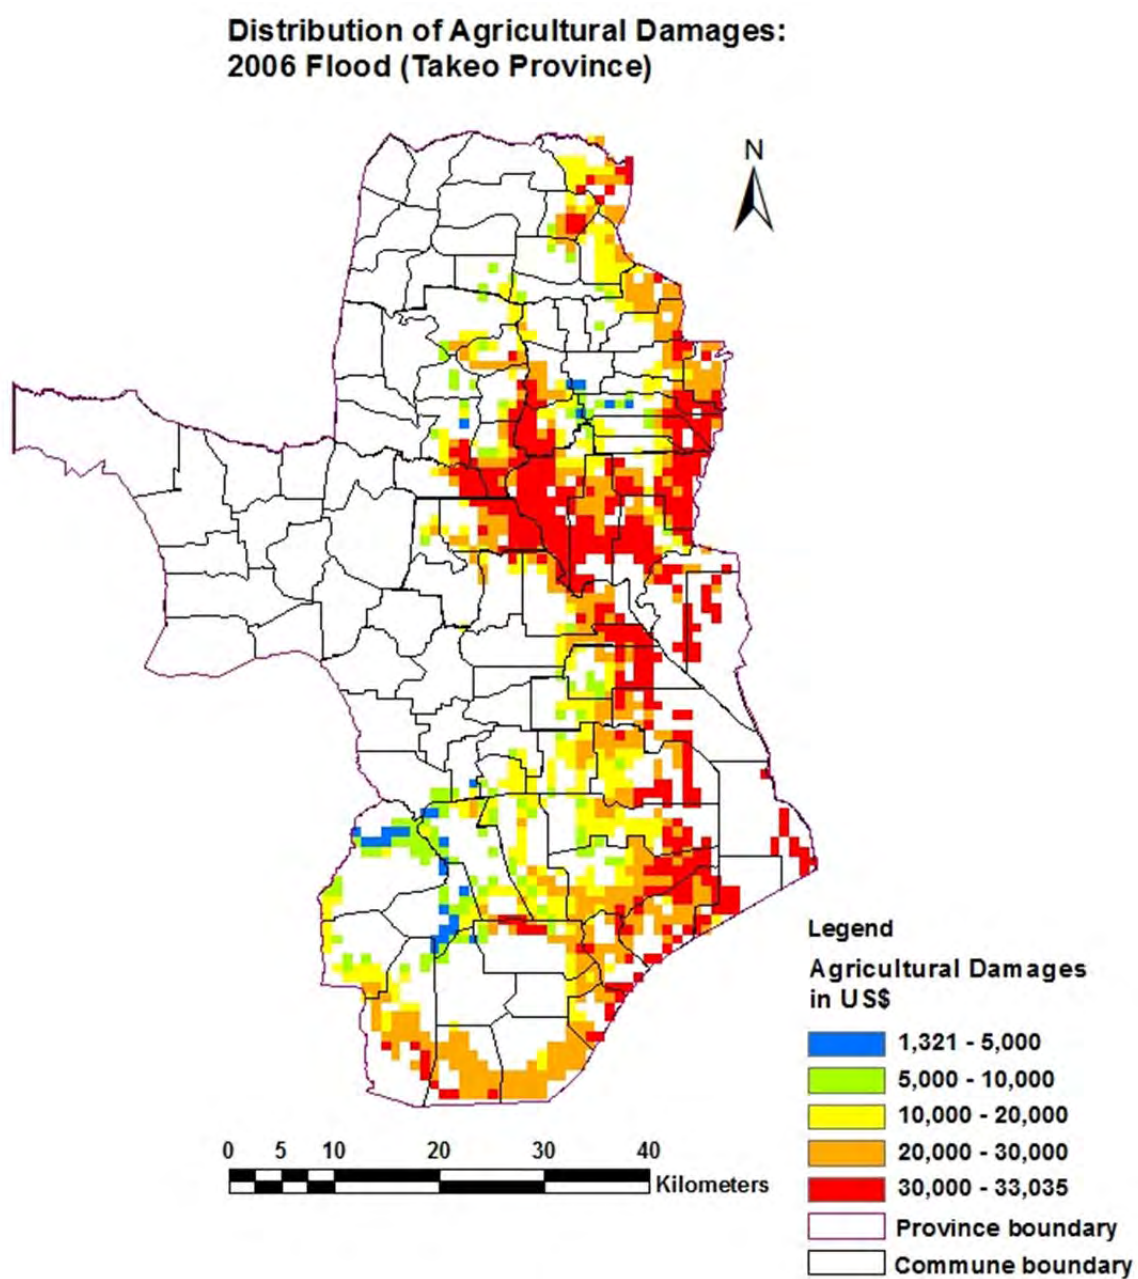 Distribution of Agricultural Damages:
2006 Flood (Takeo Province)
N
Legend
Agricultural Damages
in US$
1,321 - 5,000
5,000 - 10,000
10,000 - 20,000
20,000 - 30,000
30,000 - 33,035
Province boundary
Commune boundary
0 5 10 20 30 40
Kilometers